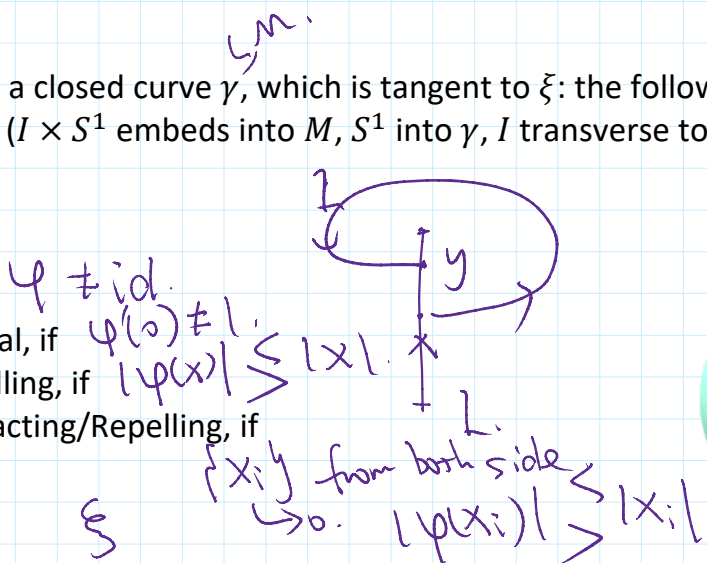 M.
a closed curve γ, which is tangent to ξ: the follow
(I × S¹ embeds into M, S¹ into γ, I transverse to
y
φ ≠ id.
al, if φ'(0) ≠ 1.
lling, if |φ(x)| ≶ |x|. x
acting/Repelling, if
I.
{xᵢ} from both side
ξ ↳0. |φ(xᵢ)| ≶ |xᵢ|